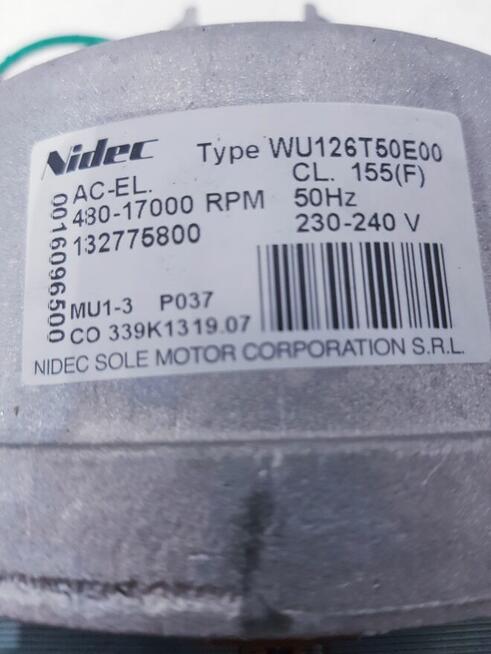 Nidec Type WU126T50E00
AC-EL. CL. 155(F)
480-17000 RPM 50Hz
132775800 230-240 V
0016096500
MU1-3 P037
CO 339K1319.07
NIDEC SOLE MOTOR CORPORATION S.R.L.